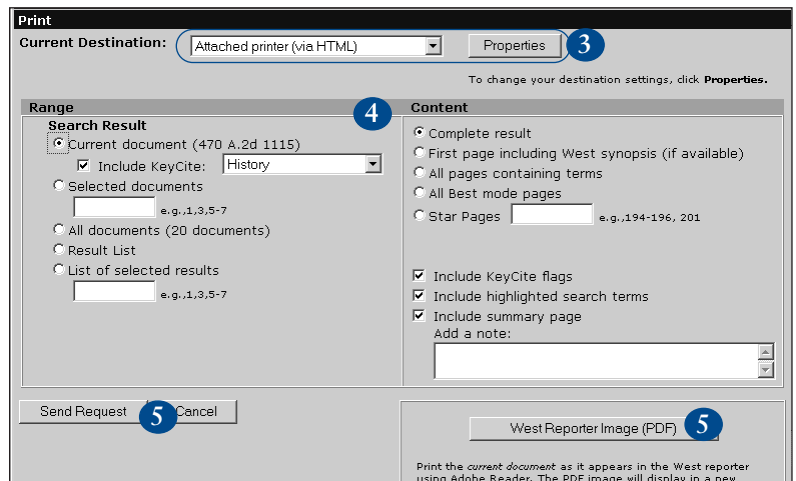 Print
Current Destination: Attached printer (via HTML) Properties 3
To change your destination settings, click Properties.
Range 4 Content
Search Result
Current document (470 A.2d 1115)
Include KeyCite: History
Selected documents
e.g.,1,3,5-7
All documents (20 documents)
Result List
List of selected results
e.g.,1,3,5-7
Complete result
First page including West synopsis (if available)
All pages containing terms
All Best mode pages
Star Pages e.g.,194-196, 201
Include KeyCite flags
Include highlighted search terms
Include summary page
Add a note:
Send Request 5 Cancel
West Reporter Image (PDF) 5
Print the current document as it appears in the West reporter
using Adobe Reader. The PDF image will display in a new